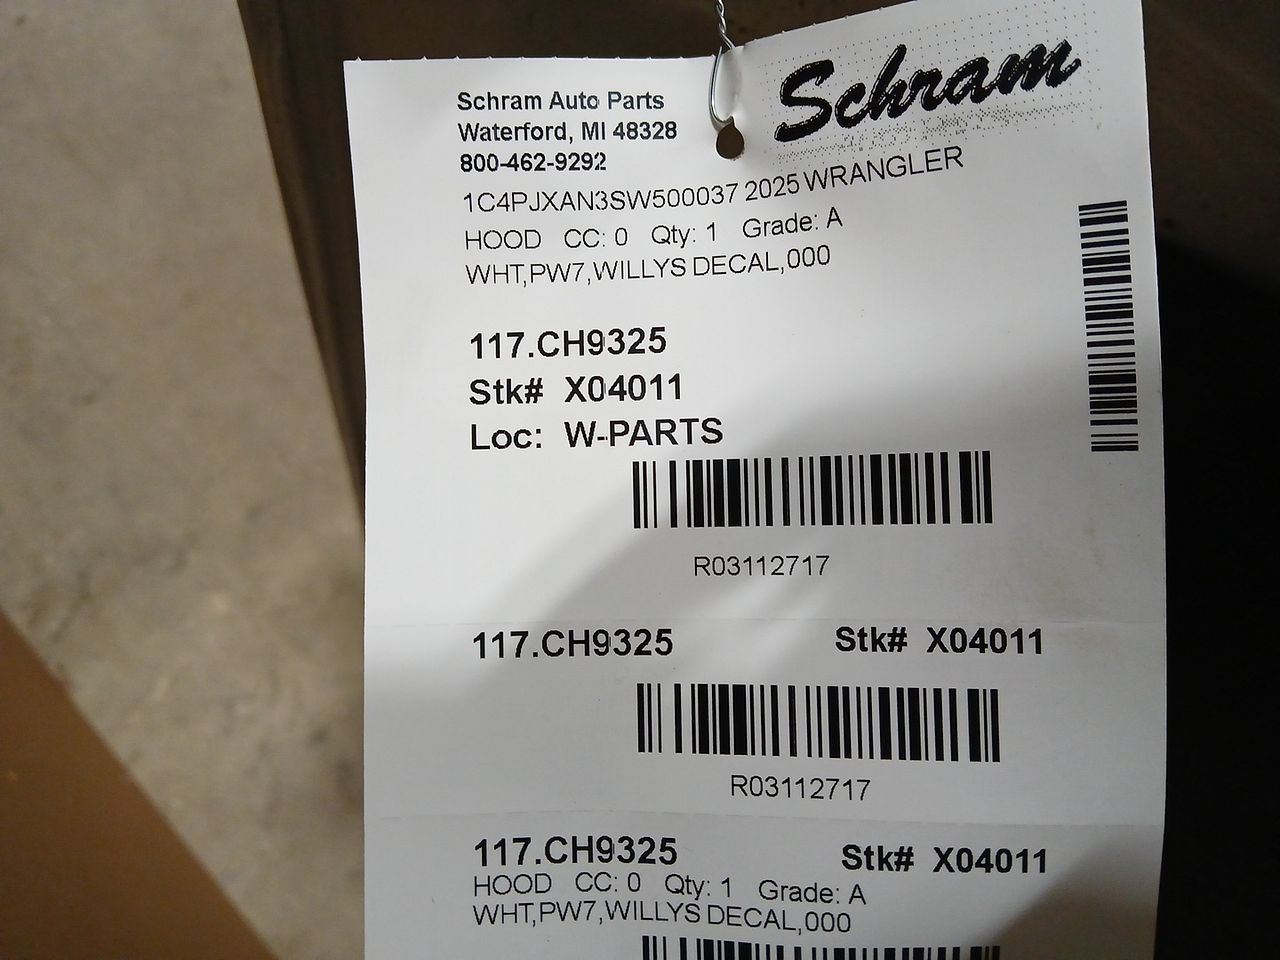 Schram
Schram Auto Parts
Waterford, MI 48328
800-462-9292
1C4PJXAN3SW500037 2025 WRANGLER
HOOD CC: 0 Qty: 1 Grade: A
WHT,PW7,WILLYS DECAL,000
117.CH9325
Stk# X04011
Loc: W-PARTS
R03112717
117.CH9325 Stk# X04011
R03112717
117.CH9325 Stk# X04011
HOOD CC: 0 Qty: 1 Grade: A
WHT,PW7,WILLYS DECAL,000